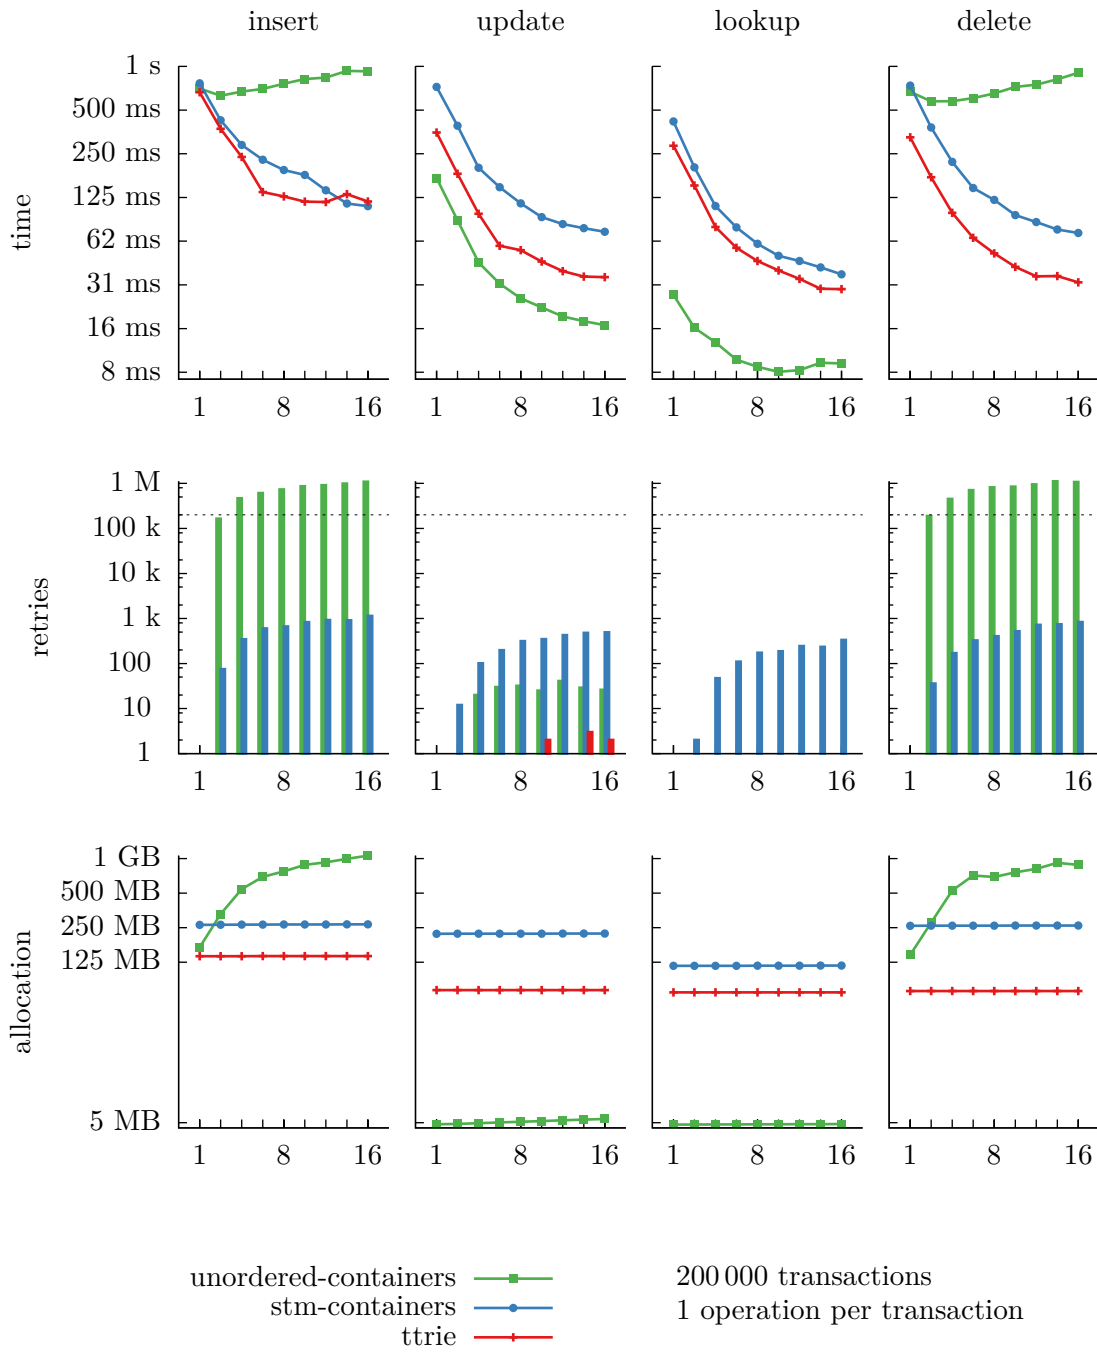 insert update lookup delete
time
1 s
500 ms
250 ms
125 ms
62 ms
31 ms
16 ms
8 ms
1 8 16 1 8 16 1 8 16 1 8 16
retries
1 M
100 k
10 k
1 k
100
10
1
1 8 16 1 8 16 1 8 16 1 8 16
allocation
1 GB
500 MB
250 MB
125 MB
5 MB
1 8 16 1 8 16 1 8 16 1 8 16
unordered-containers
stm-containers
ttrie
200 000 transactions
1 operation per transaction